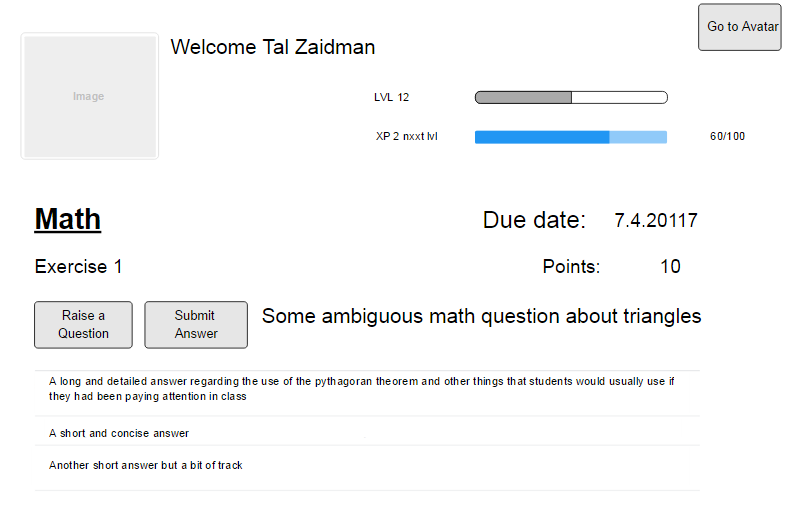 Go to Avatar
Welcome Tal Zaidman
Image
LVL 12
XP 2 nxxt lvl
60/100
Math
Due date:
7.4.20117
Exercise 1
Points:
10
Raise a
Question
Submit
Answer
Some ambiguous math question about triangles
A long and detailed answer regarding the use of the pythagoran theorem and other things that students would usually use if
they had been paying attention in class
A short and concise answer
Another short answer but a bit of track